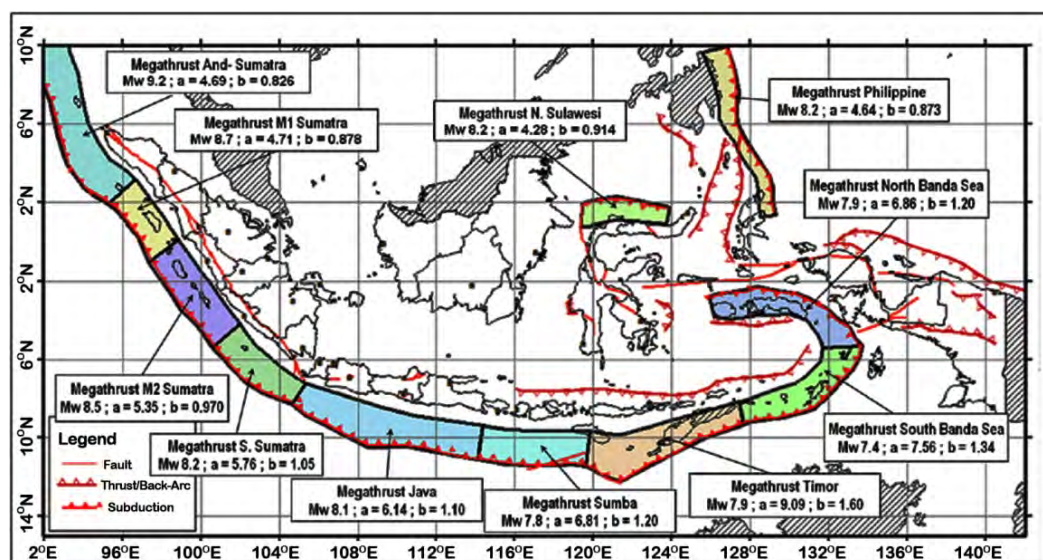 10°N
6°N
2°N
2°N
6°N
10°N
14°N
Megathrust And- Sumatra
Mw 9.2 ; a = 4.69 ; b = 0.826
Megathrust M1 Sumatra
Mw 8.7 ; a = 4.71 ; b = 0.878
Megathrust N. Sulawesi
Mw 8.2 ; a = 4.28 ; b = 0.914
Megathrust Philippine
Mw 8.2 ; a = 4.64 ; b = 0.873
Megathrust North Banda Sea
Mw 7.9 ; a = 6.86 ; b = 1.20
Megathrust M2 Sumatra
Mw 8.5 ; a = 5.35 ; b = 0.970
Megathrust S. Sumatra
Mw 8.2 ; a = 5.76 ; b = 1.05
Megathrust Java
Mw 8.1 ; a = 6.14 ; b = 1.10
Megathrust Sumba
Mw 7.8 ; a = 6.81 ; b = 1.20
Megathrust Timor
Mw 7.9 ; a = 9.09 ; b = 1.60
Megathrust South Banda Sea
Mw 7.4 ; a = 7.56 ; b = 1.34
Legend
Fault
Thrust/Back-Arc
Subduction
2°E 96°E 100°E 104°E 108°E 112°E 116°E 120°E 124°E 128°E 132°E 136°E 140°E